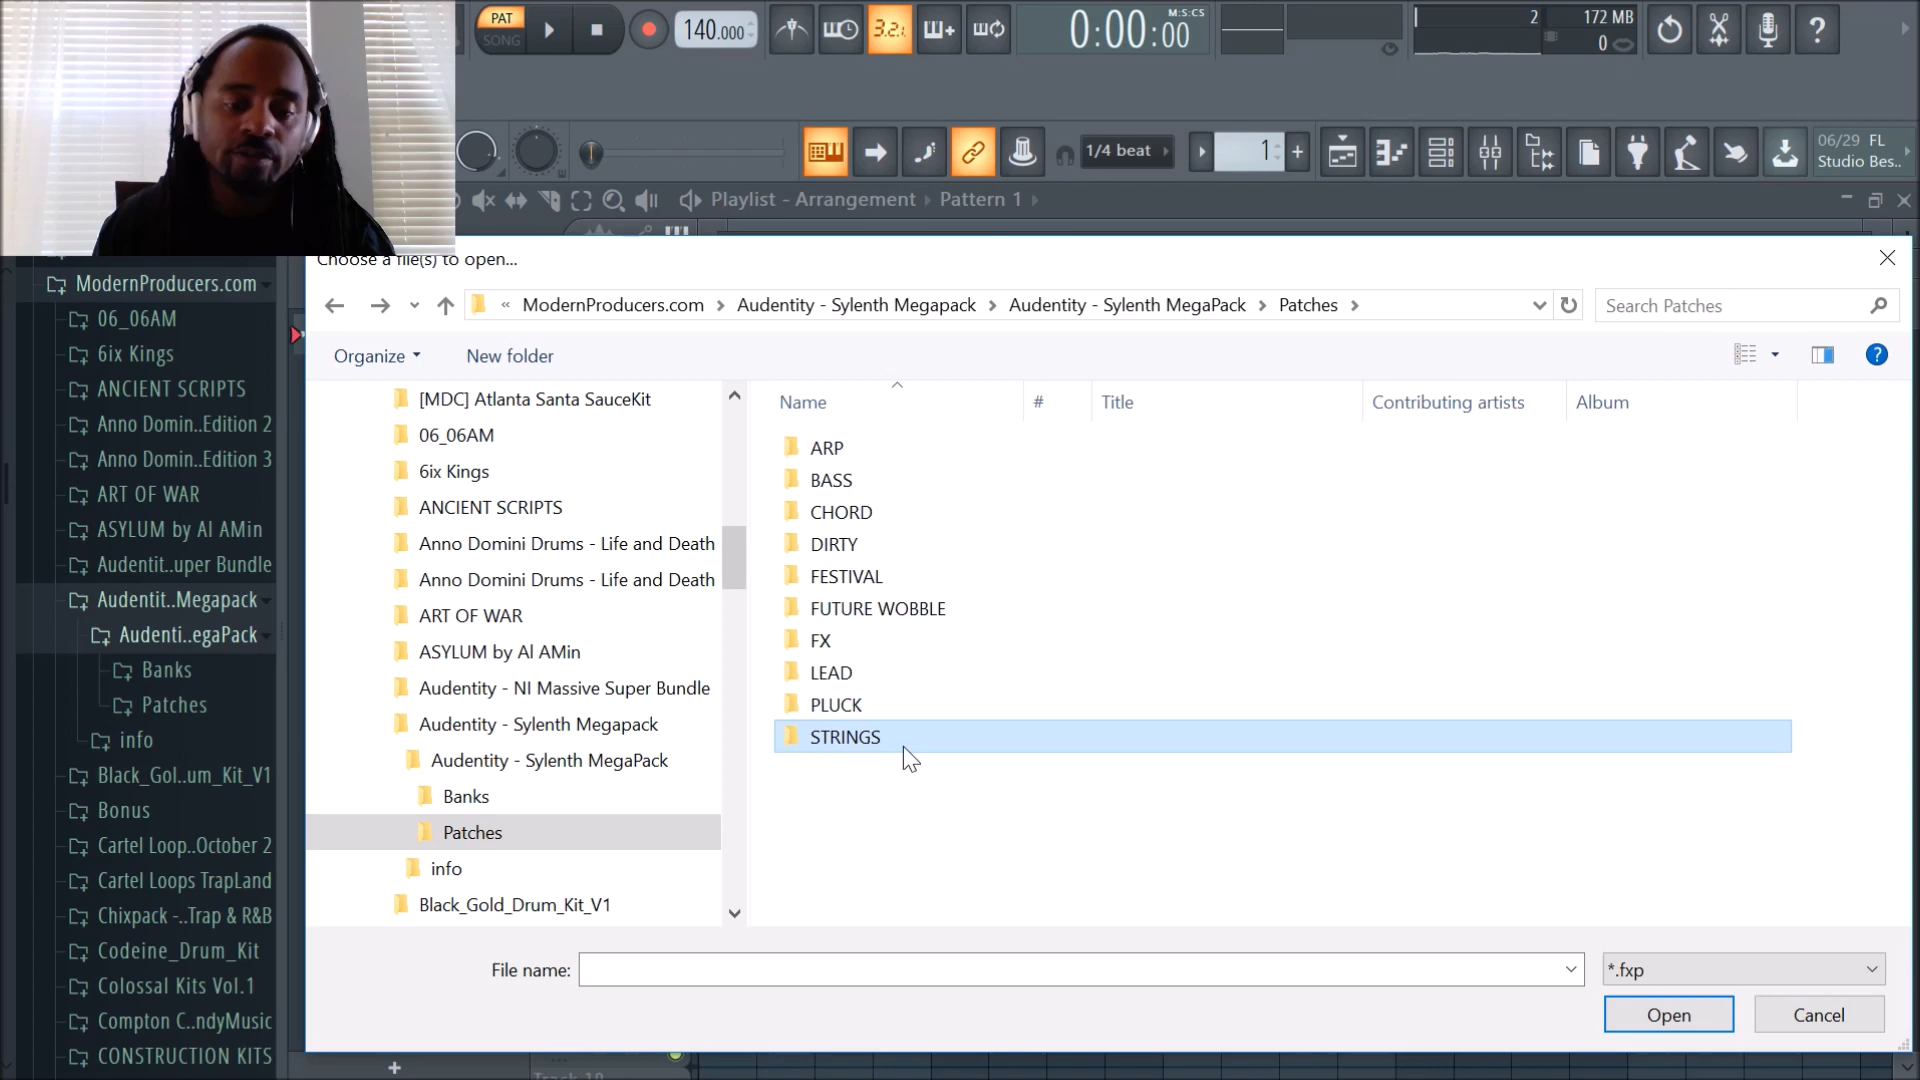 PAT
SONG
140.000
3.2.1
0:00:00
M:S:CS
2
172 MB
0
?
1/4 beat
1
06/29 FL
Studio Bes..
Playlist - Arrangement
Pattern 1
ModernProducers.com
06_06AM
6ix Kings
ANCIENT SCRIPTS
Anno Domin..Edition 2
Anno Domin..Edition 3
ART OF WAR
ASYLUM by Al AMin
Audentit..uper Bundle
Audentit..Megapack
Audenti..egaPack
Banks
Patches
info
Black_Gol..um_Kit_V1
Bonus
Cartel Loop..October 2
Cartel Loops TrapLand
Chixpack -..Trap & R&B
Codeine_Drum_Kit
Colossal Kits Vol.1
Compton C..ndyMusic
CONSTRUCTION KITS
Choose a file(s) to open...
« ModernProducers.com > Audentity - Sylenth Megapack > Audentity - Sylenth MegaPack > Patches >
Search Patches
Organize
New folder
?
[MDC] Atlanta Santa SauceKit
06_06AM
6ix Kings
ANCIENT SCRIPTS
Anno Domini Drums - Life and Death
Anno Domini Drums - Life and Death
ART OF WAR
ASYLUM by Al AMin
Audentity - NI Massive Super Bundle
Audentity - Sylenth Megapack
Audentity - Sylenth MegaPack
Banks
Patches
info
Black_Gold_Drum_Kit_V1
Name
#
Title
Contributing artists
Album
ARP
BASS
CHORD
DIRTY
FESTIVAL
FUTURE WOBBLE
FX
LEAD
PLUCK
STRINGS
File name:
*.fxp
Open
Cancel